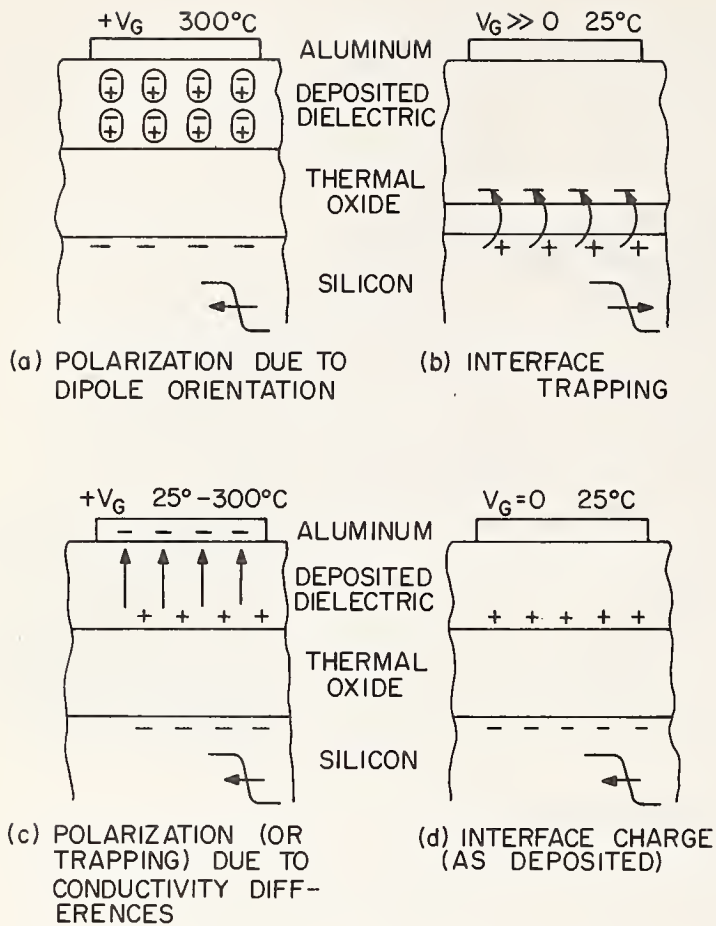 +VG 300°C
ALUMINUM
DEPOSITED
DIELECTRIC
THERMAL
OXIDE
SILICON
VG >> 0 25°C
(a) POLARIZATION DUE TO
DIPOLE ORIENTATION
(b) INTERFACE
TRAPPING
+VG 25°-300°C
ALUMINUM
DEPOSITED
DIELECTRIC
THERMAL
OXIDE
SILICON
VG=0 25°C
(c) POLARIZATION (OR
TRAPPING) DUE TO
CONDUCTIVITY DIFF-
ERENCES
(d) INTERFACE CHARGE
(AS DEPOSITED)